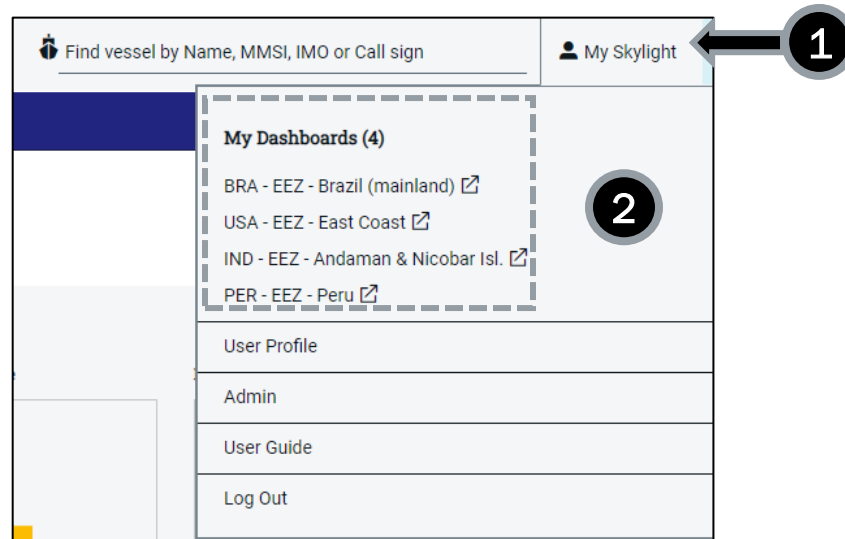 Find vessel by Name, MMSI, IMO or Call sign
My Skylight
1
My Dashboards (4)
BRA - EEZ - Brazil (mainland)
USA - EEZ - East Coast
IND - EEZ - Andaman & Nicobar Isl.
PER - EEZ - Peru
2
User Profile
Admin
User Guide
Log Out